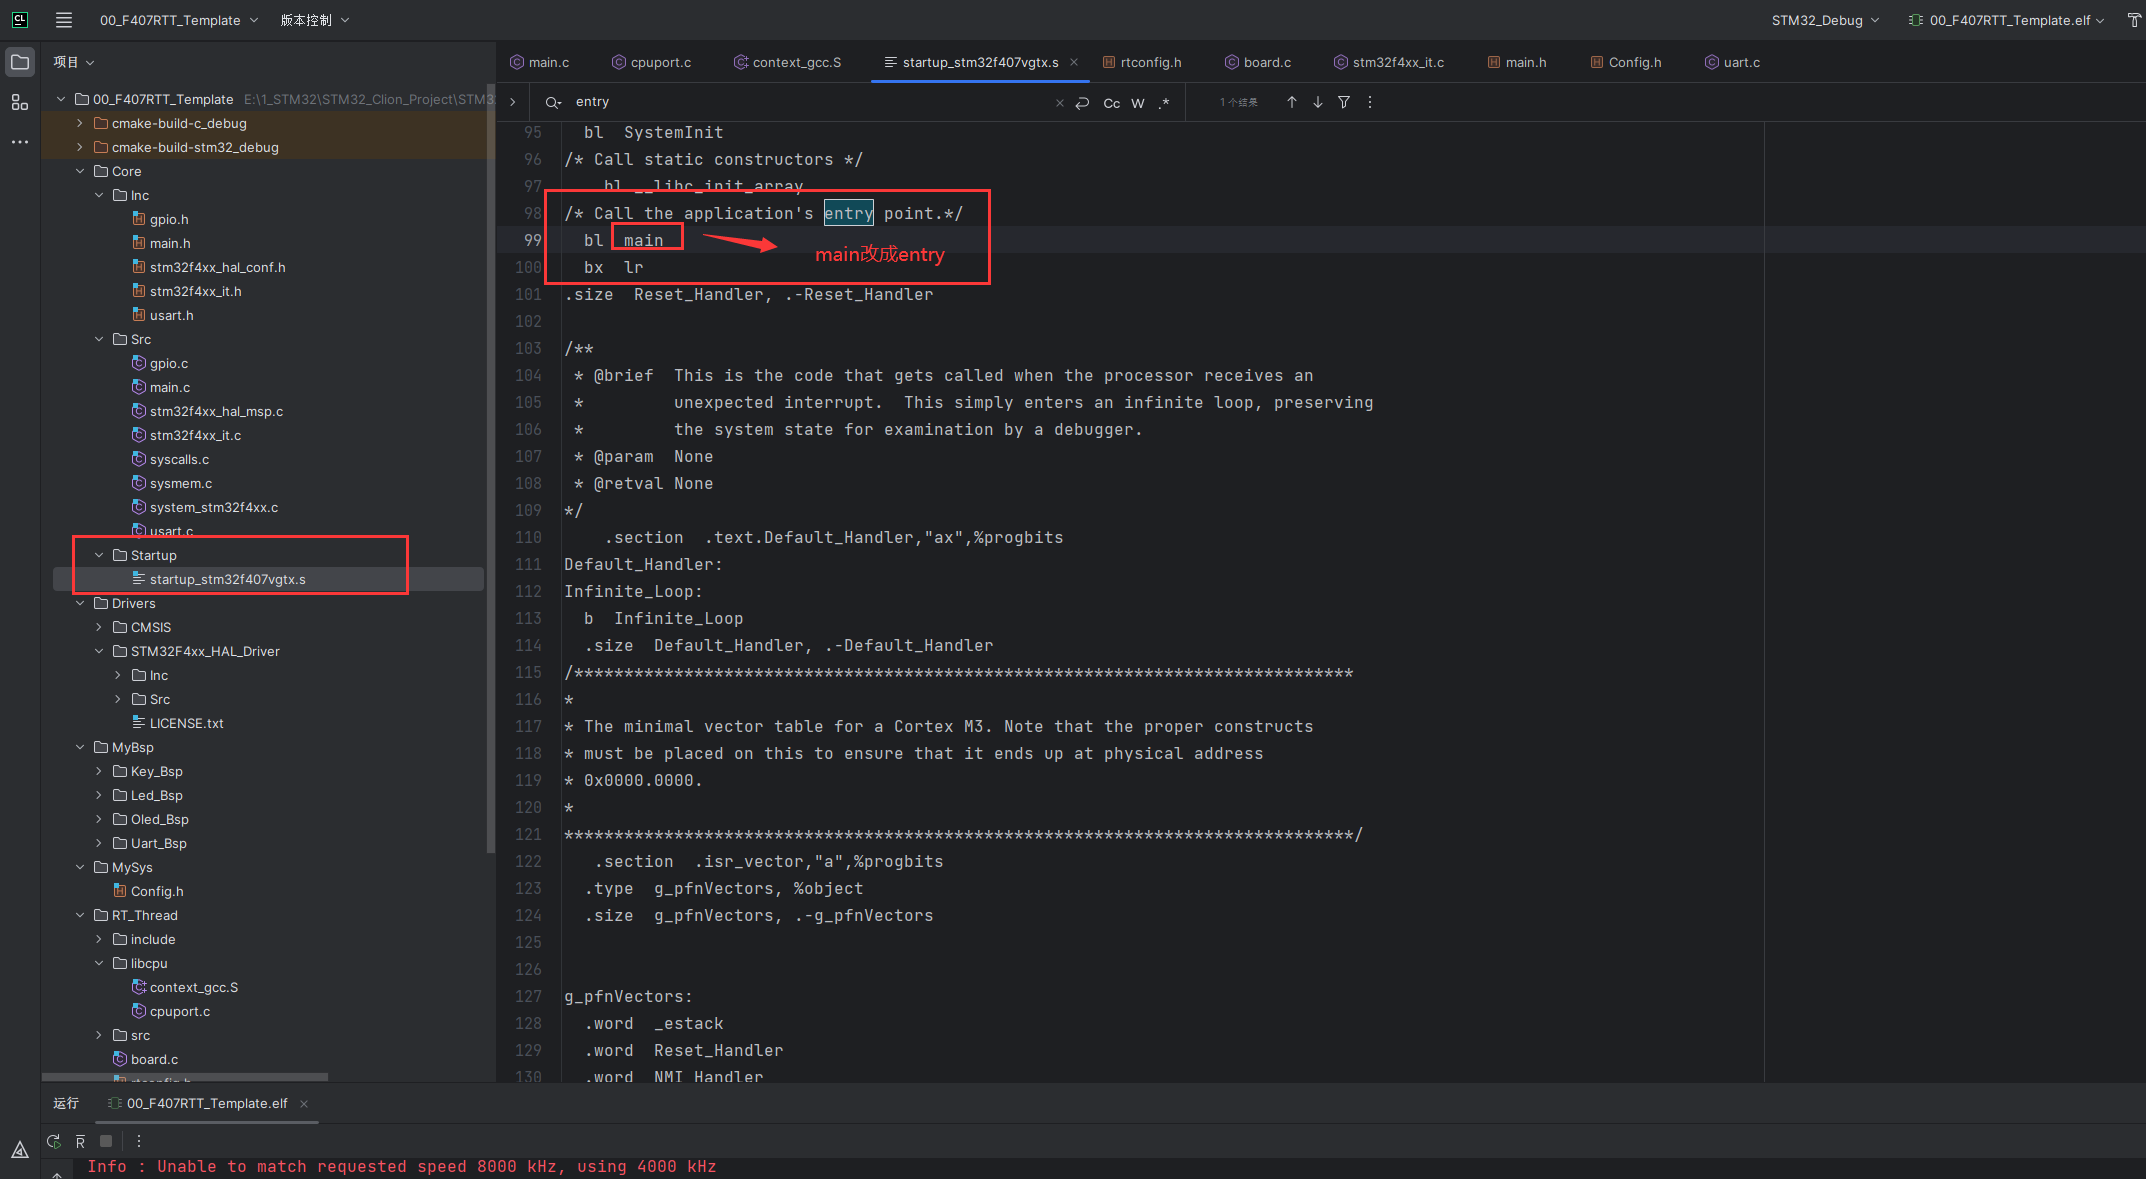 00_F407RTT_Template
版本控制
STM32_Debug
00_F407RTT_Template.elf
项目
main.c
cpuport.c
context_gcc.S
startup_stm32f407vgtx.s
rtconfig.h
board.c
stm32f4xx_it.c
main.h
Config.h
uart.c
entry
Cc
W
.*
1 个结果
00_F407RTT_Template E:\1_STM32\STM32_Clion_Project\STM3
cmake-build-c_debug
cmake-build-stm32_debug
Core
Inc
gpio.h
main.h
stm32f4xx_hal_conf.h
stm32f4xx_it.h
usart.h
Src
gpio.c
main.c
stm32f4xx_hal_msp.c
stm32f4xx_it.c
syscalls.c
sysmem.c
system_stm32f4xx.c
usart.c
Startup
startup_stm32f407vgtx.s
Drivers
CMSIS
STM32F4xx_HAL_Driver
Inc
Src
LICENSE.txt
MyBsp
Key_Bsp
Led_Bsp
Oled_Bsp
Uart_Bsp
MySys
Config.h
RT_Thread
include
libcpu
context_gcc.S
cpuport.c
src
board.c
rtconfig.h
95 bl SystemInit
96 /* Call static constructors */
97 bl __libc_init_array
98 /* Call the application's entry point.*/
99 bl main
main改成entry
100 bx lr
101 .size Reset_Handler, .-Reset_Handler
102
103 /**
104 * @brief This is the code that gets called when the processor receives an
105 * unexpected interrupt. This simply enters an infinite loop, preserving
106 * the system state for examination by a debugger.
107 * @param None
108 * @retval None
109 */
110 .section .text.Default_Handler,"ax",%progbits
111 Default_Handler:
112 Infinite_Loop:
113 b Infinite_Loop
114 .size Default_Handler, .-Default_Handler
115 /******************************************************************************
116 *
117 * The minimal vector table for a Cortex M3. Note that the proper constructs
118 * must be placed on this to ensure that it ends up at physical address
119 * 0x0000.0000.
120 *
121 *******************************************************************************/
122 .section .isr_vector,"a",%progbits
123 .type g_pfnVectors, %object
124 .size g_pfnVectors, .-g_pfnVectors
125
126
127 g_pfnVectors:
128 .word _estack
129 .word Reset_Handler
130 .word NMI_Handler
运行
00_F407RTT_Template.elf
Info : Unable to match requested speed 8000 kHz, using 4000 kHz